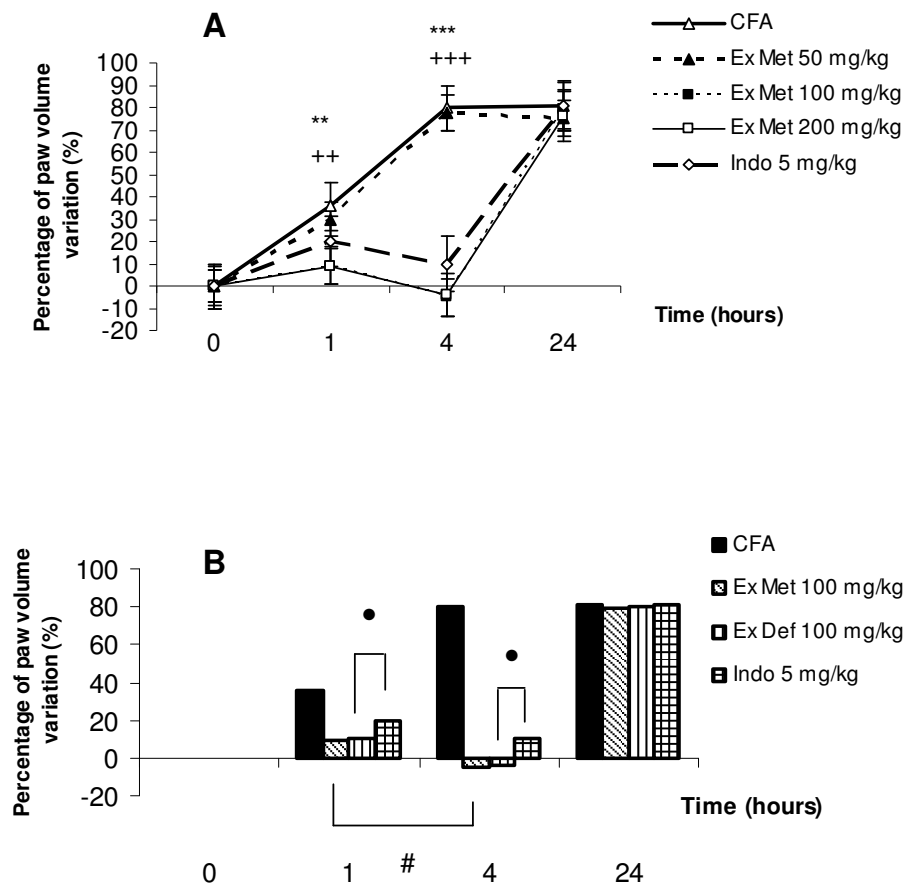 A
***
+++
**
++
100
90
80
70
60
50
40
30
20
10
0
-10
-20
Percentage of paw volume
variation (%)
0 1 4 24
Time (hours)
CFA
Ex Met 50 mg/kg
Ex Met 100 mg/kg
Ex Met 200 mg/kg
Indo 5 mg/kg
B
100
80
60
40
20
0
-20
Percentage of paw volume
variation (%)
CFA
Ex Met 100 mg/kg
Ex Def 100 mg/kg
Indo 5 mg/kg
Time (hours)
#
0 1 4 24